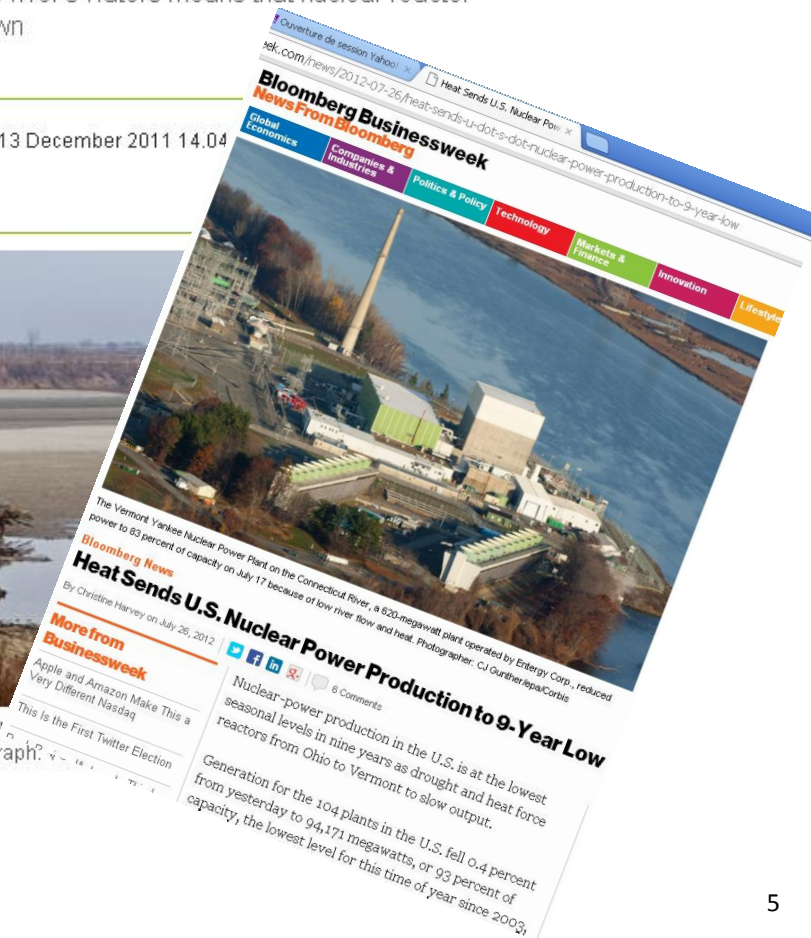 means that nuclear reactor
13 December 2011 14.04
Ouverture de session Yahoo!
Heat Sends U.S. Nuclear Pow
ek.com/news/2012-07-26/heat-sends-u-dot-s-dot-nuclear-power-production-to-9-year-low
Bloomberg Businessweek
News From Bloomberg
Global Economics
Companies & Industries
Politics & Policy
Technology
Markets & Finance
Innovation
Lifestyle
The Vermont Yankee Nuclear Power Plant on the Connecticut River, a 620-megawatt plant operated by Entergy Corp., reduced
power to 83 percent of capacity on July 17 because of low river flow and heat. Photographer: CJ Gunther/epa/Corbis
Bloomberg News
Heat Sends U.S. Nuclear Power Production to 9-Year Low
By Christine Harvey on July 26, 2012
6 Comments
More from
Businessweek
Apple and Amazon Make This a
Very Different Nasdaq
This Is the First Twitter Election
Nuclear-power production in the U.S. is at the lowest
seasonal levels in nine years as drought and heat force
reactors from Ohio to Vermont to slow output.
Generation for the 104 plants in the U.S. fell 0.4 percent
from yesterday to 94,171 megawatts, or 93 percent of
capacity, the lowest level for this time of year since 2003,
raph:
5